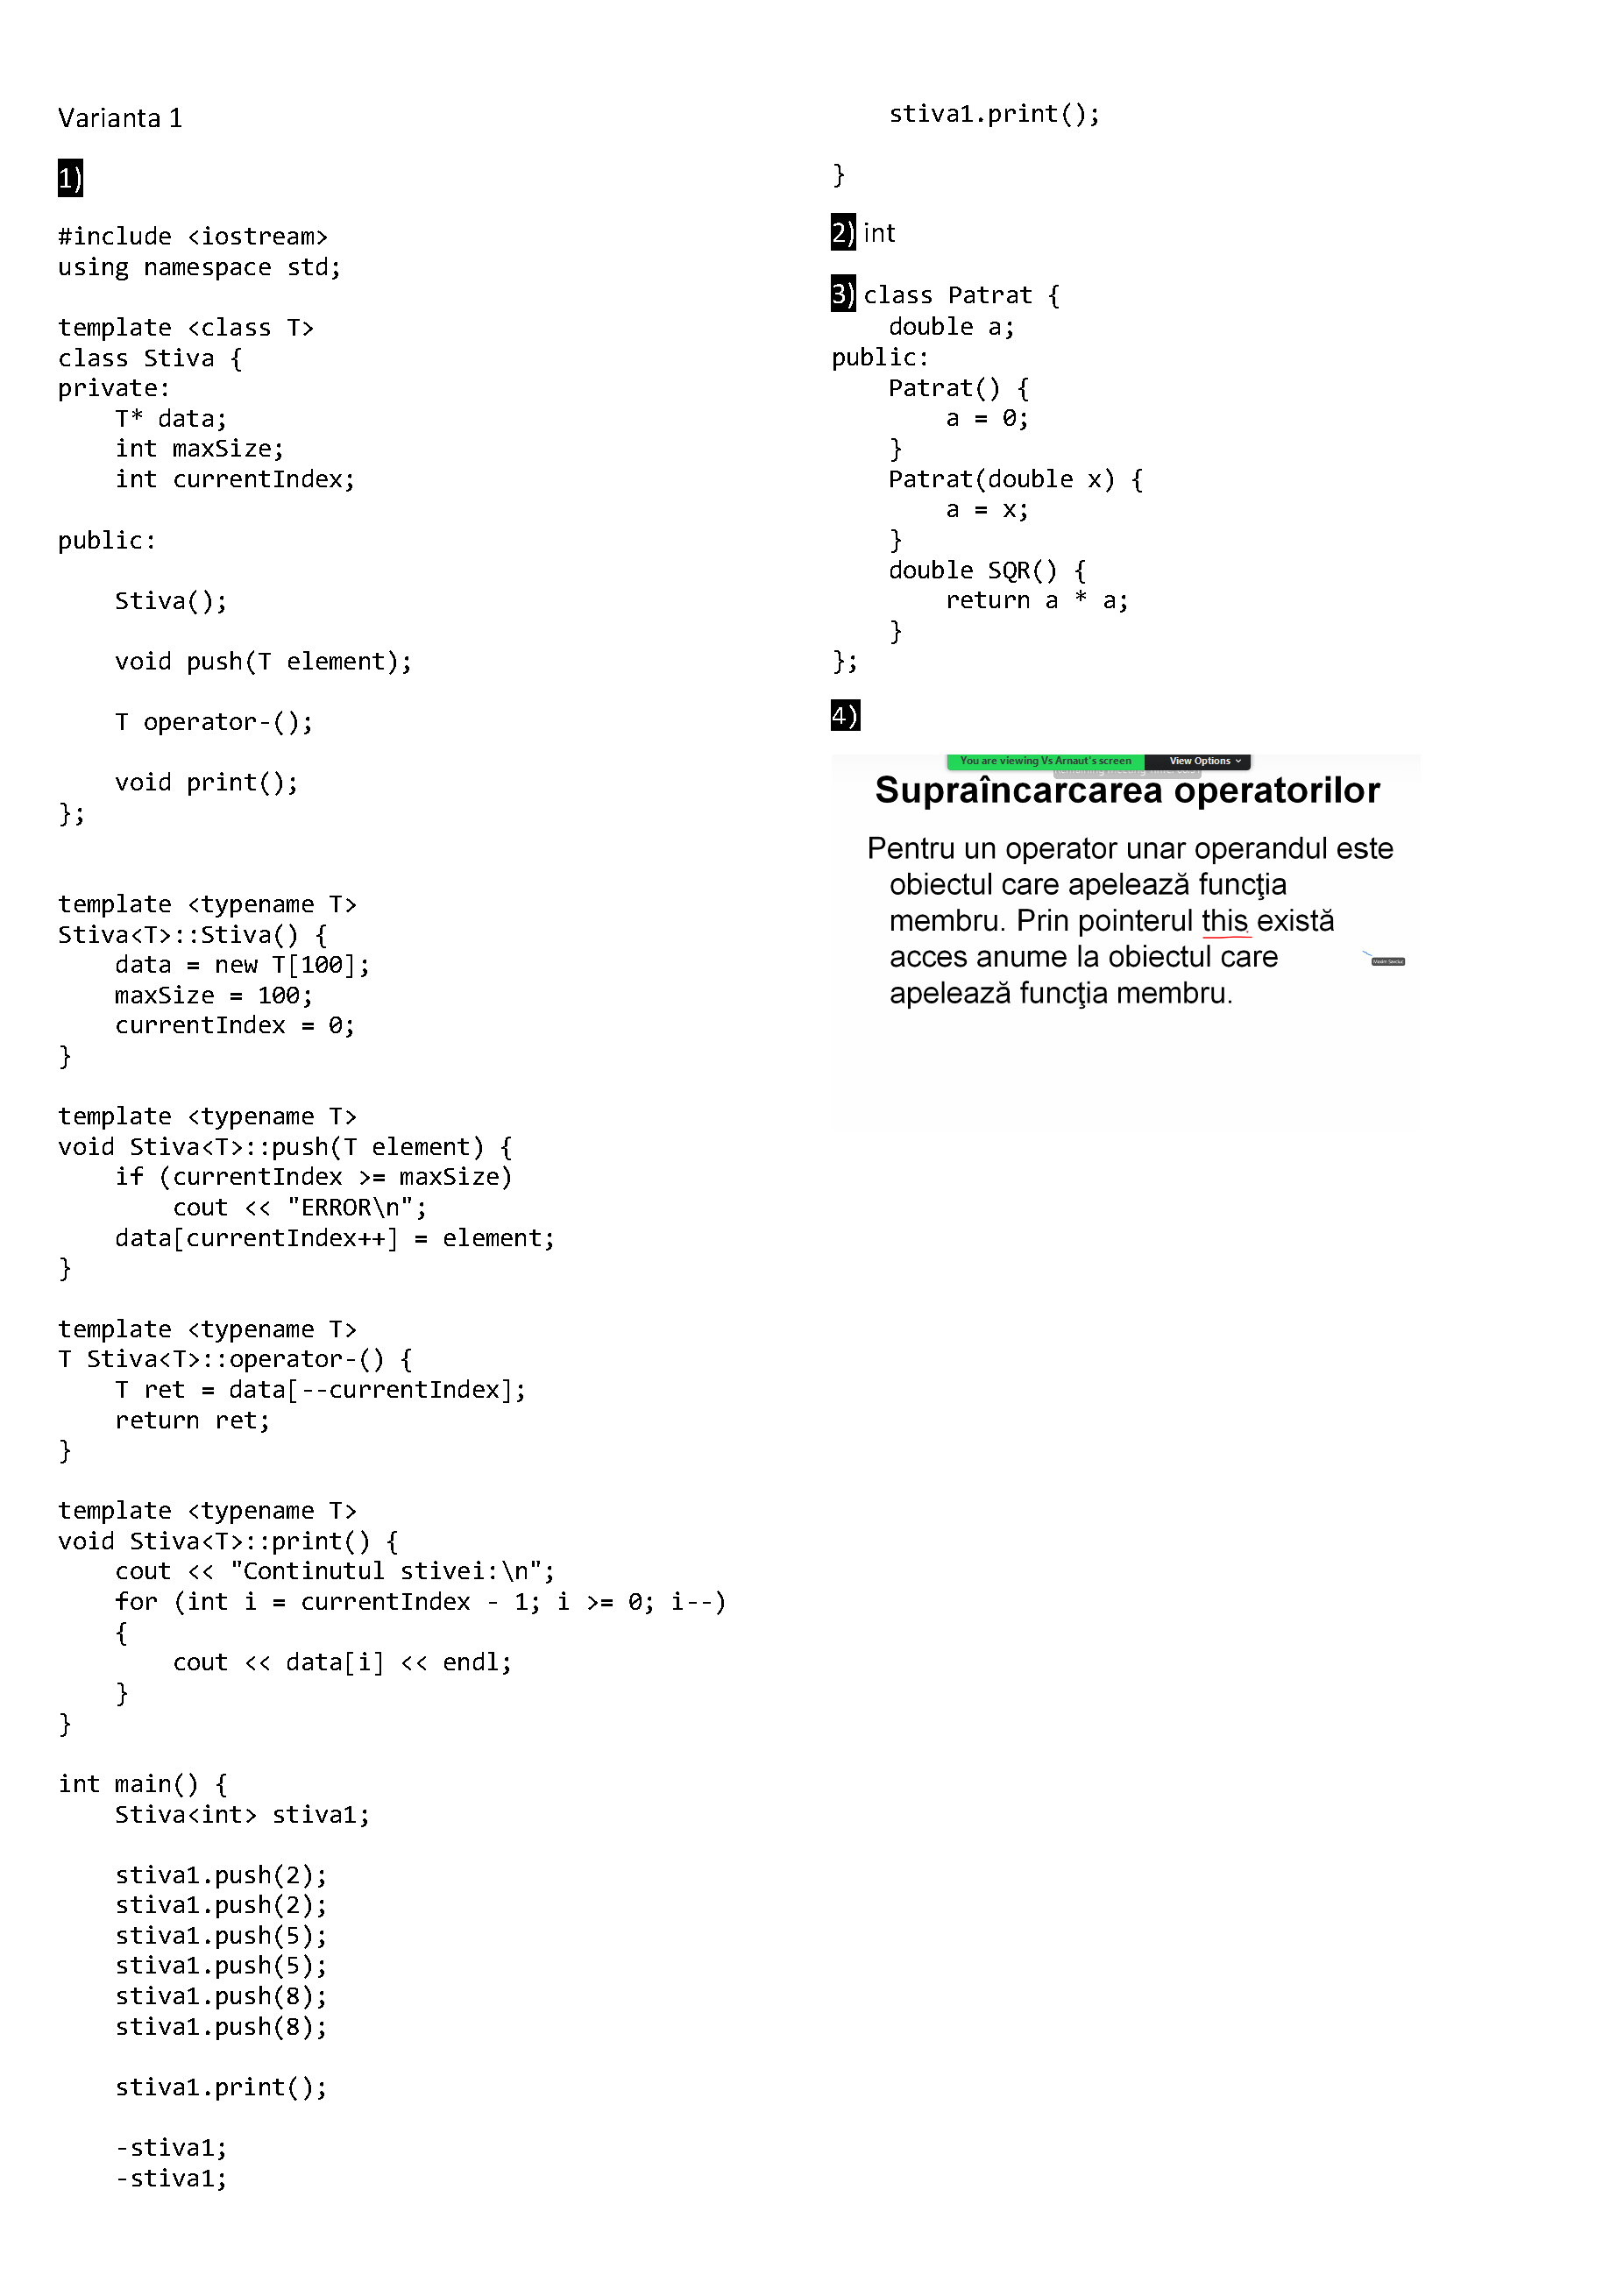 Varianta 1
1)
#include <iostream>
using namespace std;
template <class T>
class Stiva {
private:
    T* data;
    int maxSize;
    int currentIndex;
public:
    Stiva();
    void push(T element);
    T operator-();
    void print();
};
template <typename T>
Stiva<T>::Stiva() {
    data = new T[100];
    maxSize = 100;
    currentIndex = 0;
}
template <typename T>
void Stiva<T>::push(T element) {
    if (currentIndex >= maxSize)
        cout << "ERROR\n";
    data[currentIndex++] = element;
}
template <typename T>
T Stiva<T>::operator-() {
    T ret = data[--currentIndex];
    return ret;
}
template <typename T>
void Stiva<T>::print() {
    cout << "Continutul stivei:\n";
    for (int i = currentIndex - 1; i >= 0; i--)
    {
        cout << data[i] << endl;
    }
}
int main() {
    Stiva<int> stiva1;
    stiva1.push(2);
    stiva1.push(2);
    stiva1.push(5);
    stiva1.push(5);
    stiva1.push(8);
    stiva1.push(8);
    stiva1.print();
    -stiva1;
    -stiva1;
    stiva1.print();
}
2) int
3) class Patrat {
    double a;
public:
    Patrat() {
        a = 0;
    }
    Patrat(double x) {
        a = x;
    }
    double SQR() {
        return a * a;
    }
};
4)
You are viewing Vs Arnaut's screen View Options
Supraîncarcarea operatorilor
Pentru un operator unar operandul este
obiectul care apelează funcţia
membru. Prin pointerul this există
acces anume la obiectul care
apelează funcţia membru.